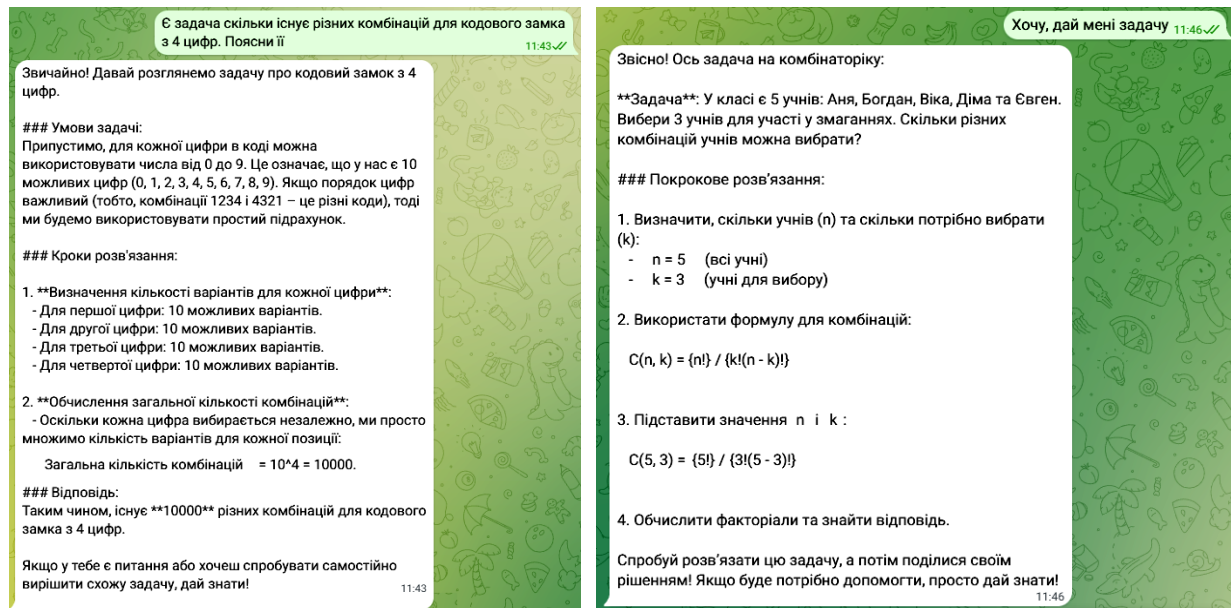 Є задача скільки існує різних комбінацій для кодового замка
з 4 цифр. Поясни її
11:43
Звичайно! Давай розглянемо задачу про кодовий замок з 4
цифр.
### Умови задачі:
Припустимо, для кожної цифри в коді можна
використовувати числа від 0 до 9. Це означає, що у нас є 10
можливих цифр (0, 1, 2, 3, 4, 5, 6, 7, 8, 9). Якщо порядок цифр
важливий (тобто, комбінації 1234 і 4321 – це різні коди), тоді
ми будемо використовувати простий підрахунок.
### Кроки розв'язання:
1. **Визначення кількості варіантів для кожної цифри**:
- Для першої цифри: 10 можливих варіантів.
- Для другої цифри: 10 можливих варіантів.
- Для третьої цифри: 10 можливих варіантів.
- Для четвертої цифри: 10 можливих варіантів.
2. **Обчислення загальної кількості комбінацій**:
- Оскільки кожна цифра вибирається незалежно, ми просто
множимо кількість варіантів для кожної позиції:
Загальна кількість комбінацій = 10^4 = 10000.
### Відповідь:
Таким чином, існує **10000** різних комбінацій для кодового
замка з 4 цифр.
Якщо у тебе є питання або хочеш спробувати самостійно
вирішити схожу задачу, дай знати!
11:43
Хочу, дай мені задачу 11:46
Звісно! Ось задача на комбінаторіку:
**Задача**: У класі є 5 учнів: Аня, Богдан, Віка, Діма та Євген.
Вибери 3 учнів для участі у змаганнях. Скільки різних
комбінацій учнів можна вибрати?
### Покрокове розв'язання:
1. Визначити, скільки учнів (n) та скільки потрібно вибрати
(k):
- n = 5 (всі учні)
- k = 3 (учні для вибору)
2. Використати формулу для комбінацій:
C(n, k) = {n!} / {k!(n - k)!}
3. Підставити значення n і k :
C(5, 3) = {5!} / {3!(5 - 3)!}
4. Обчислити факторіали та знайти відповідь.
Спробуй розв'язати цю задачу, а потім поділися своїм
рішенням! Якщо буде потрібно допомогти, просто дай знати!
11:46